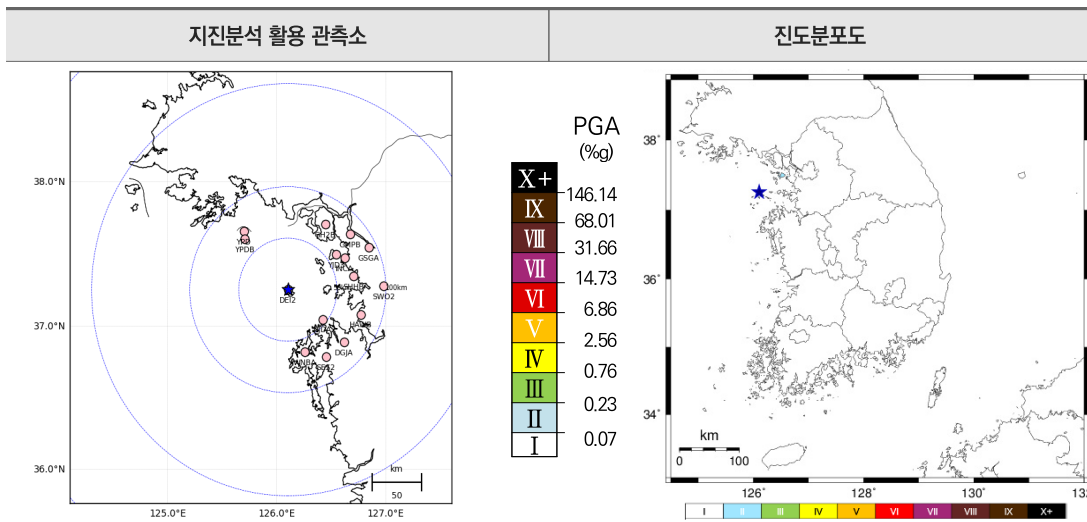 지진분석 활용 관측소
진도분포도
38.0°N
37.0°N
36.0°N
125.0°W
126.0°W
127.0°W
YPDB
GMPB
GSGA
SWO2
100km
DEI2
DGJA
km
50
PGA
(%g)
X+
IX
VIII
VII
VI
V
IV
III
II
I
146.14
68.01
31.66
14.73
6.86
2.56
0.76
0.23
0.07
38°
36°
34°
km
0 100
126° 128° 130°
I II III IV V VI VII VIII IX X+